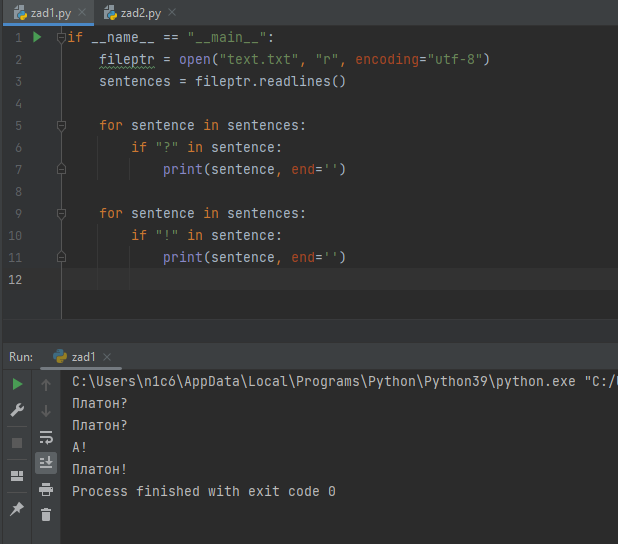 zad1.py zad2.py
1 if __name__ == "__main__":
2 fileptr = open("text.txt", "r", encoding="utf-8")
3 sentences = fileptr.readlines()
4
5 for sentence in sentences:
6 if "?" in sentence:
7 print(sentence, end='')
8
9 for sentence in sentences:
10 if "!" in sentence:
11 print(sentence, end='')
12
Run: zad1
C:\Users\n1c6\AppData\Local\Programs\Python\Python39\python.exe "C:/
Платон?
Платон?
А!
Платон!
Process finished with exit code 0